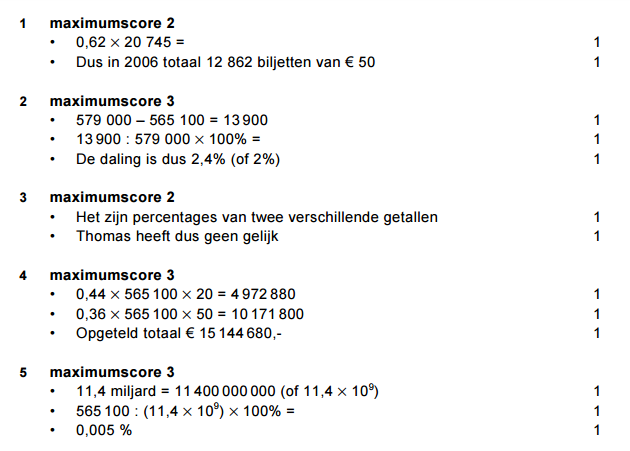 1 maximumscore 2
• 0,62 × 20 745 = 1
• Dus in 2006 totaal 12 862 biljetten van € 50 1
2 maximumscore 3
• 579 000 – 565 100 = 13 900 1
• 13 900 : 579 000 × 100% = 1
• De daling is dus 2,4% (of 2%) 1
3 maximumscore 2
• Het zijn percentages van twee verschillende getallen 1
• Thomas heeft dus geen gelijk 1
4 maximumscore 3
• 0,44 × 565 100 × 20 = 4 972 880 1
• 0,36 × 565 100 × 50 = 10 171 800 1
• Opgeteld totaal € 15 144 680,- 1
5 maximumscore 3
• 11,4 miljard = 11 400 000 000 (of 11,4 × 10⁹) 1
• 565 100 : (11,4 × 10⁹) × 100% = 1
• 0,005 % 1